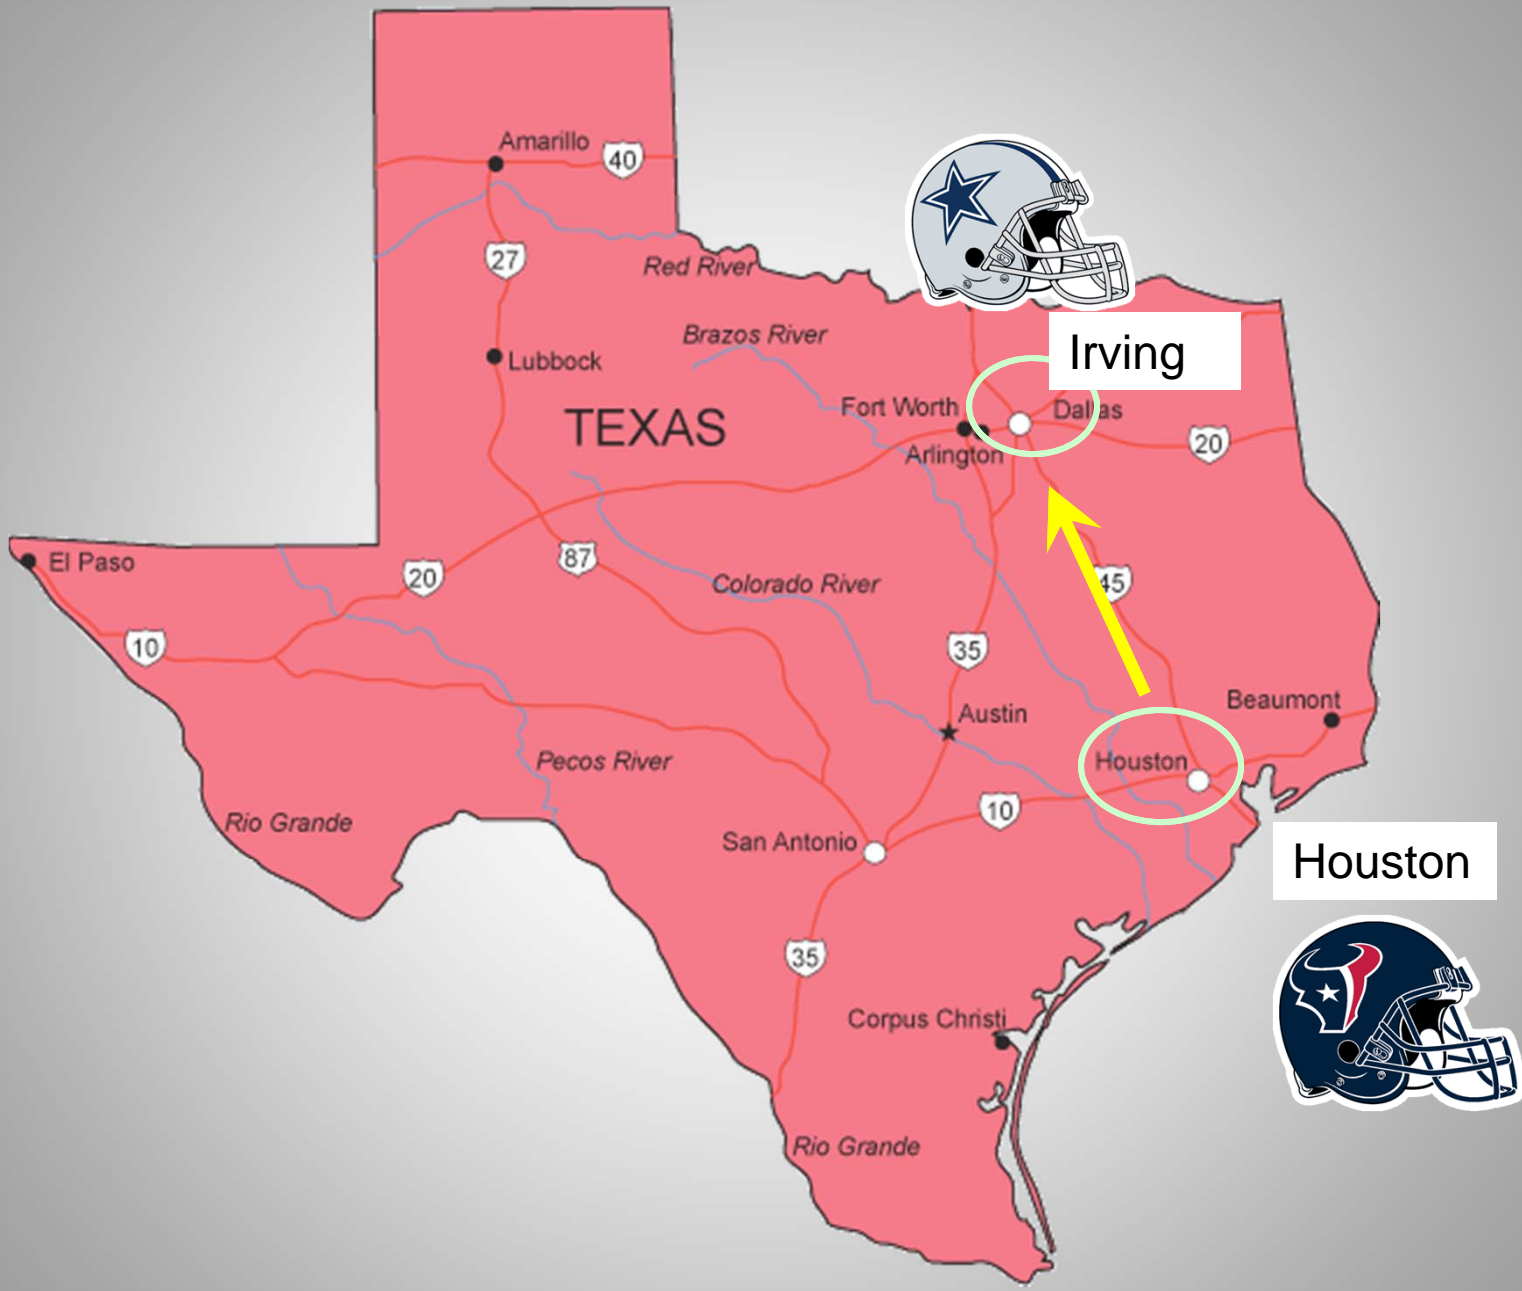 Amarillo
40
27
Red River
Irving
Brazos River
Lubbock
Fort Worth
Dallas
TEXAS
20
Arlington
El Paso
20
87
Colorado River
45
10
35
Beaumont
Austin
Pecos River
Houston
10
Rio Grande
San Antonio
Houston
35
Corpus Christi
Rio Grande